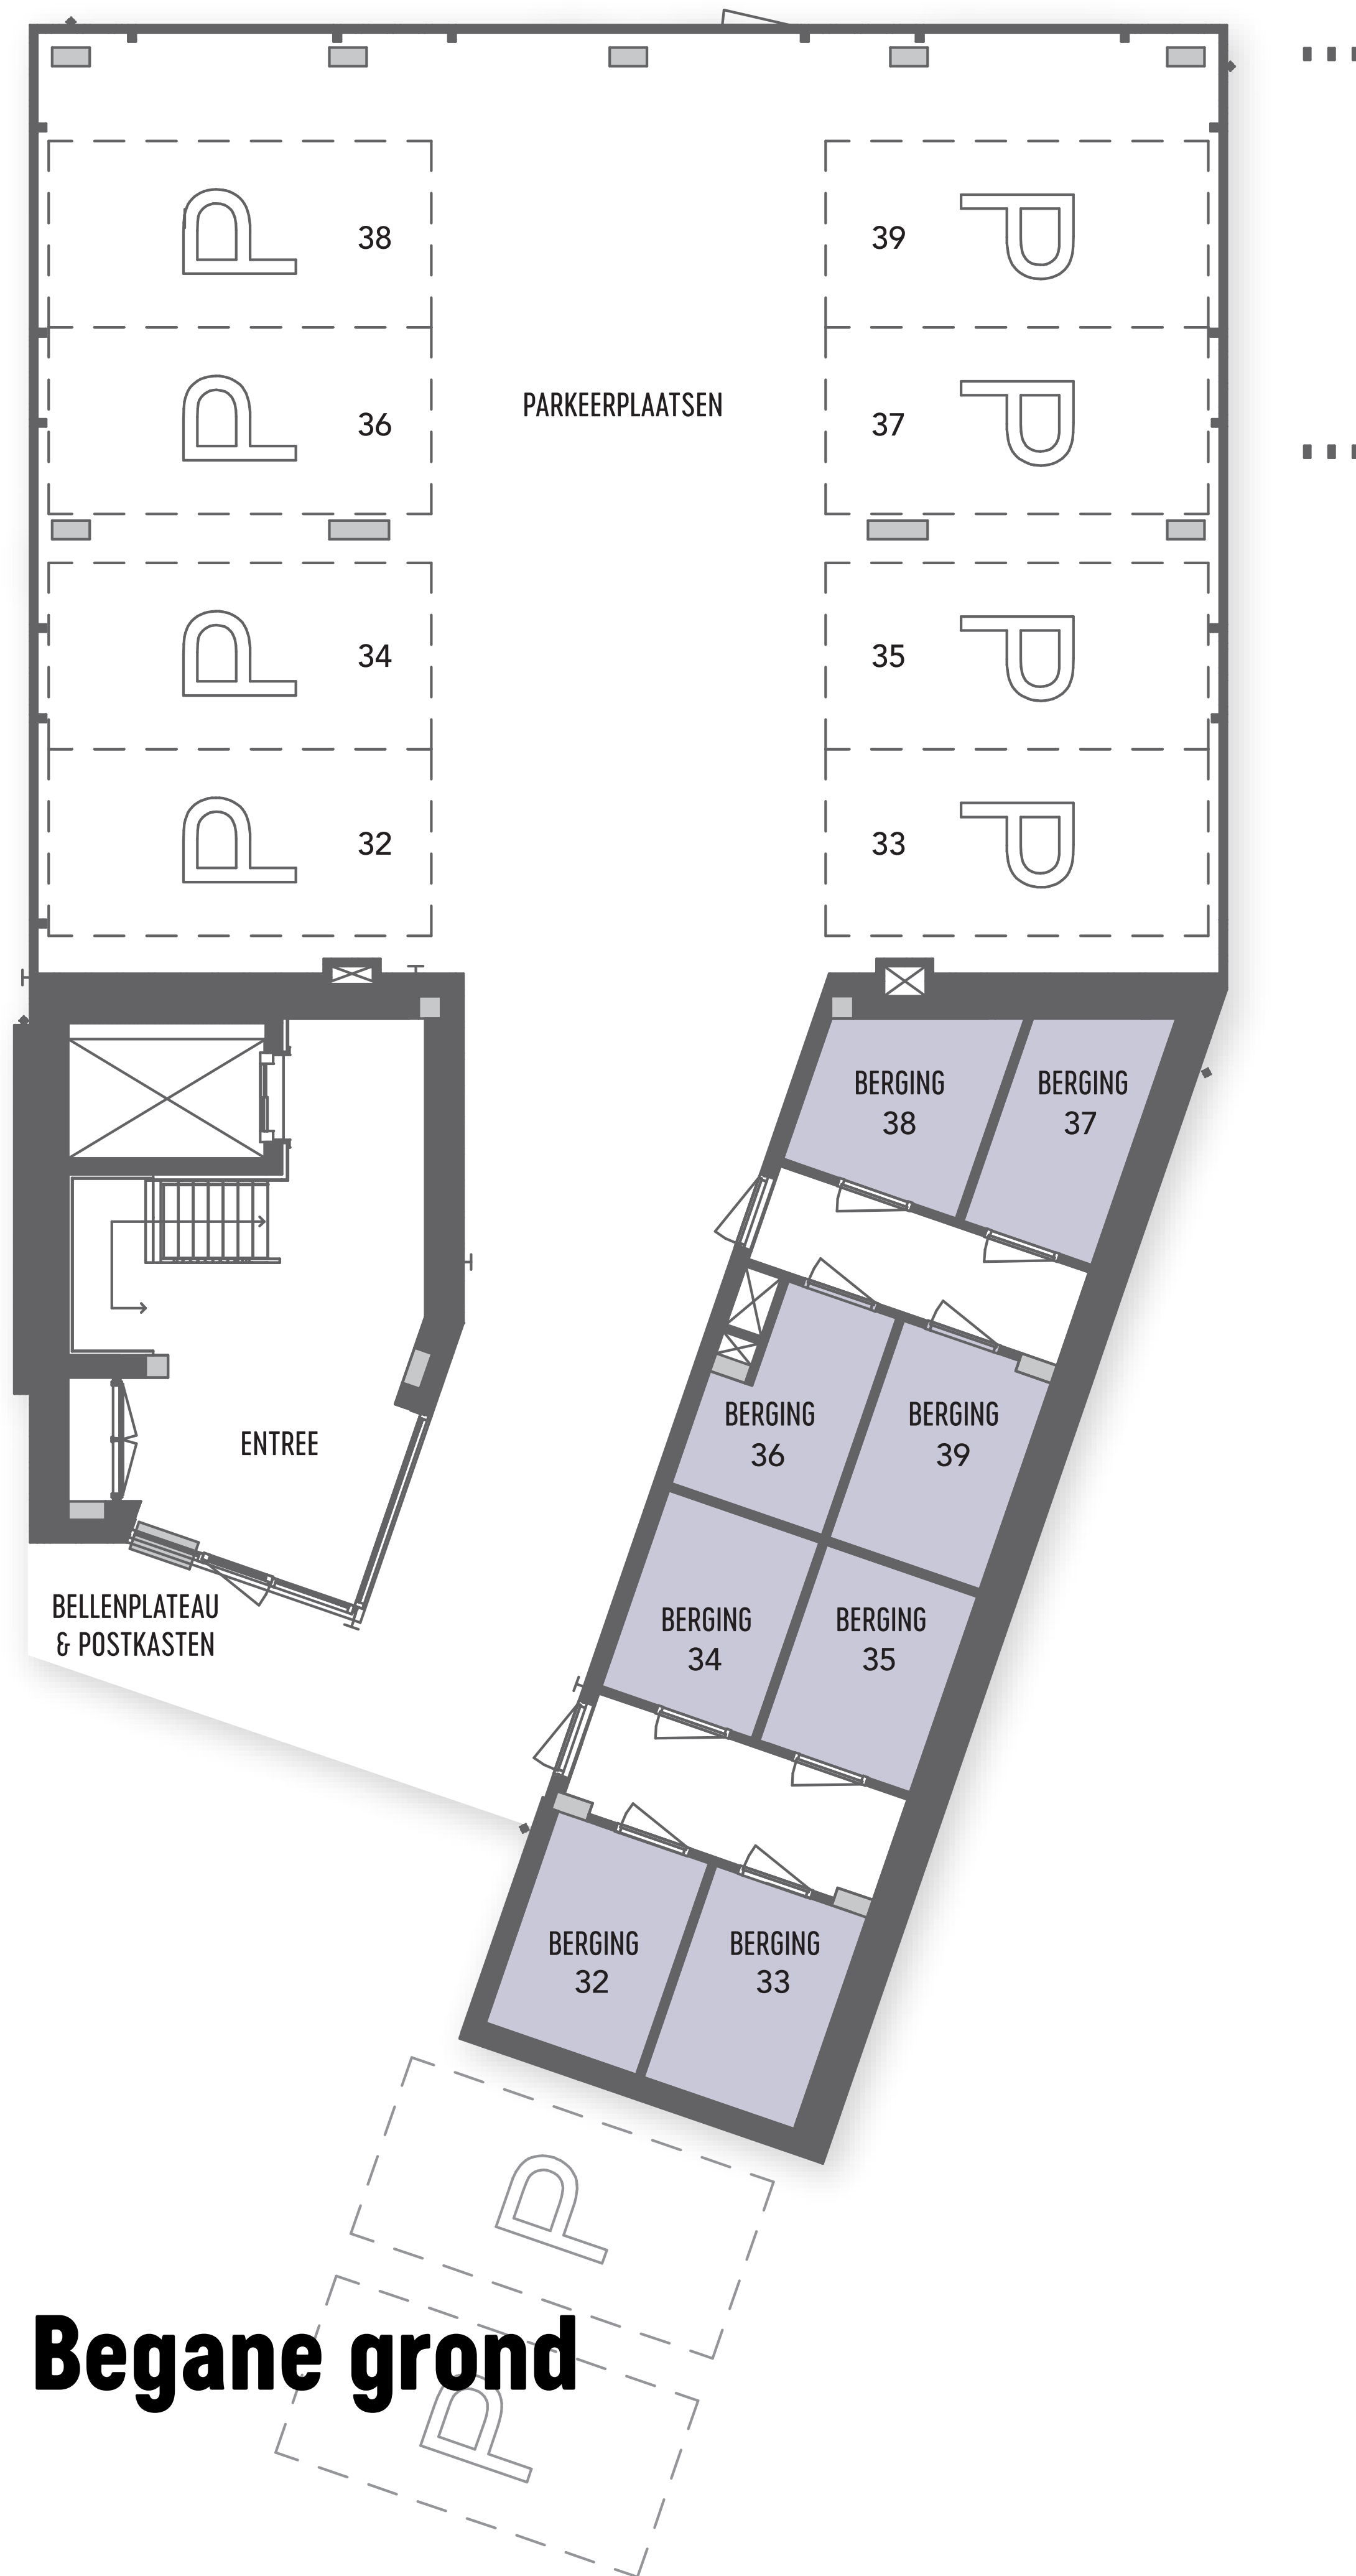 P 38
39 P
P 36
PARKEERPLAATSEN
37 P
P 34
35 P
P 32
33 P
BERGING
38
BERGING
37
BERGING
36
BERGING
39
ENTREE
BELLENPLATEAU
& POSTKASTEN
BERGING
34
BERGING
35
BERGING
32
BERGING
33
P
Begane grond
P